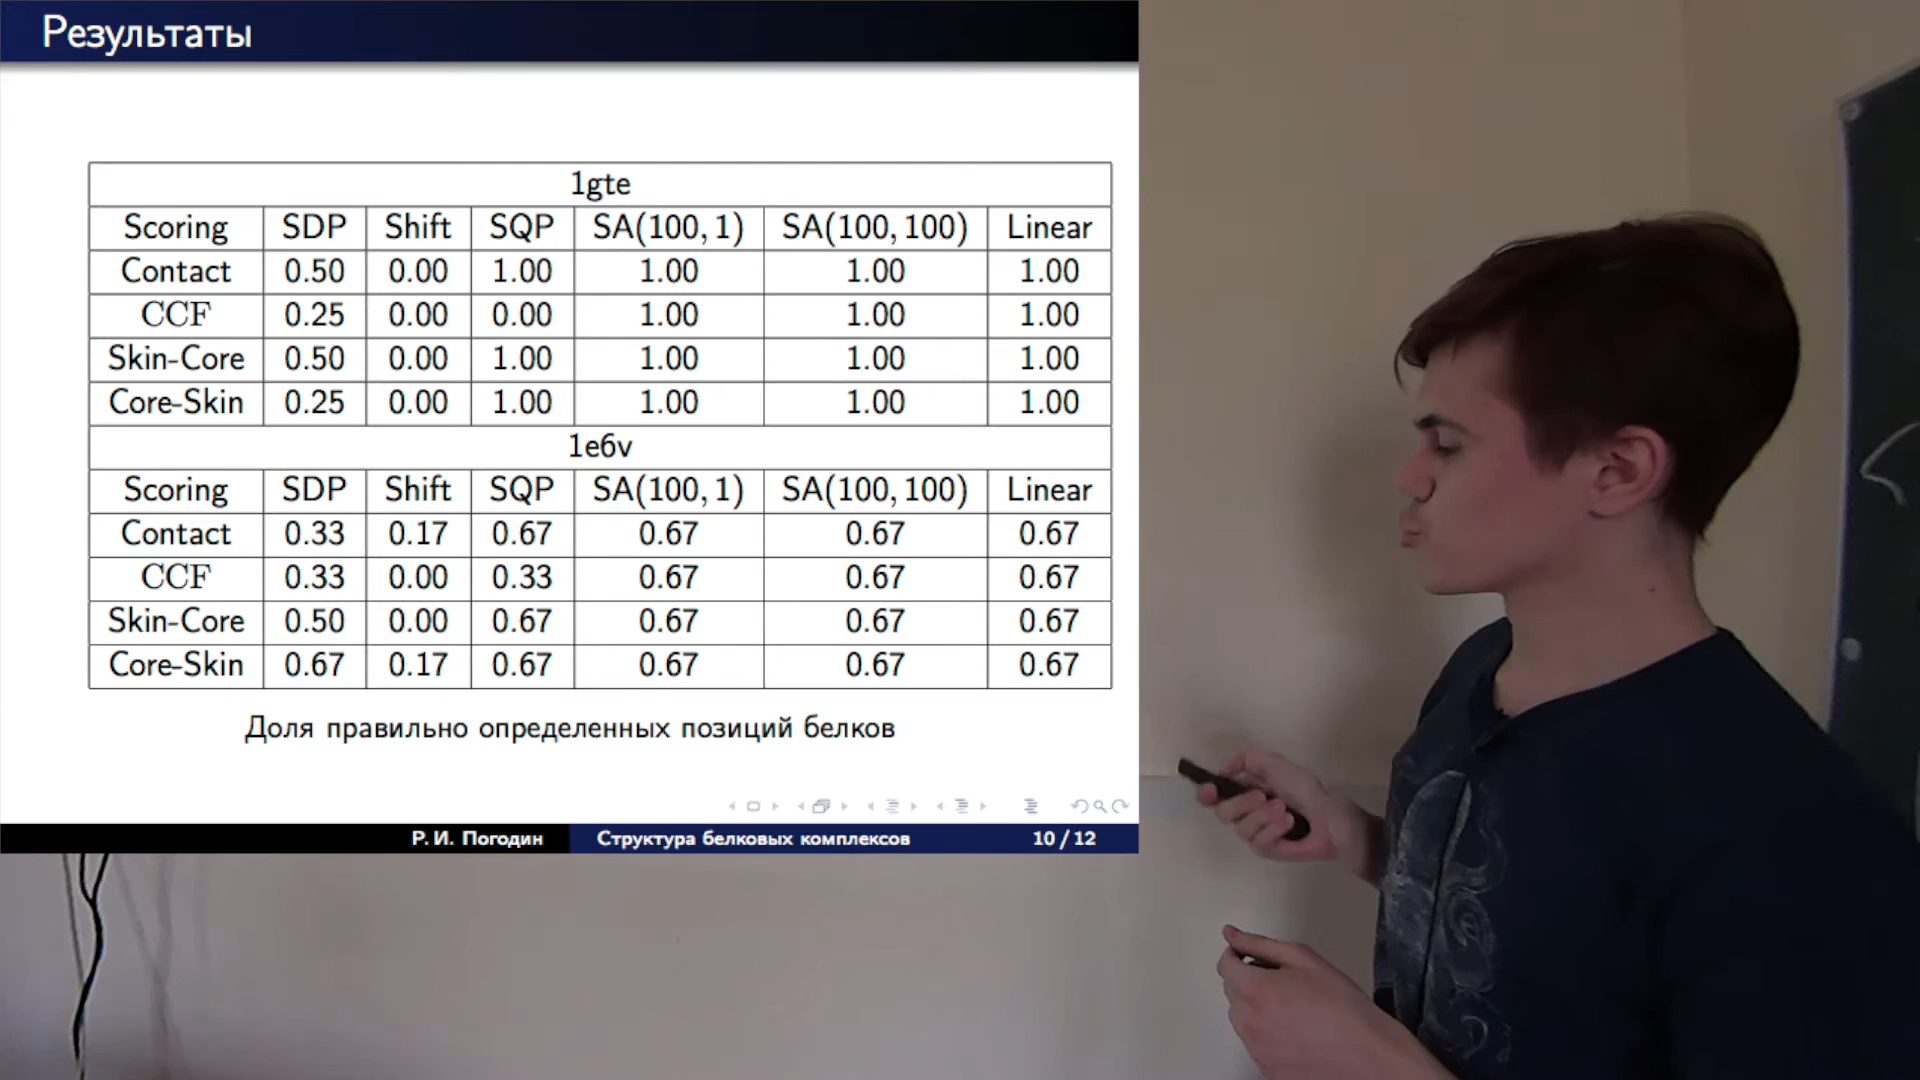 Результаты
1gte
Scoring SDP Shift SQP SA(100, 1) SA(100, 100) Linear
Contact 0.50 0.00 1.00 1.00 1.00 1.00
CCF 0.25 0.00 0.00 1.00 1.00 1.00
Skin-Core 0.50 0.00 1.00 1.00 1.00 1.00
Core-Skin 0.25 0.00 1.00 1.00 1.00 1.00
1e6v
Scoring SDP Shift SQP SA(100, 1) SA(100, 100) Linear
Contact 0.33 0.17 0.67 0.67 0.67 0.67
CCF 0.33 0.00 0.33 0.67 0.67 0.67
Skin-Core 0.50 0.00 0.67 0.67 0.67 0.67
Core-Skin 0.67 0.17 0.67 0.67 0.67 0.67
Доля правильно определенных позиций белков
Р. И. Погодин Структура белковых комплексов 10 / 12